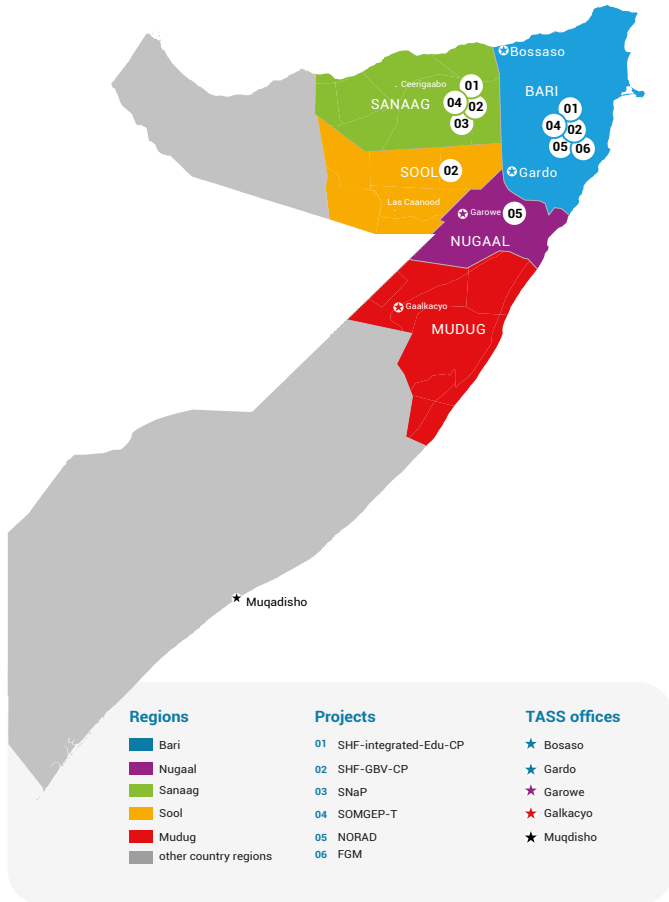 Bossaso
BARI
Ceerigaabo
01
SANAAG
04
02
03
01
04
02
05
06
SOOL
02
Gardo
Las Caanood
Garowe
05
NUGAAL
Gaalkacyo
MUDUG
Muqadisho
Regions
Bari
Nugaal
Sanaag
Sool
Mudug
other country regions
Projects
01 SHF-integrated-Edu-CP
02 SHF-GBV-CP
03 SNaP
04 SOMGEP-T
05 NORAD
06 FGM
TASS offices
Bosaso
Gardo
Garowe
Galkacyo
Muqdisho